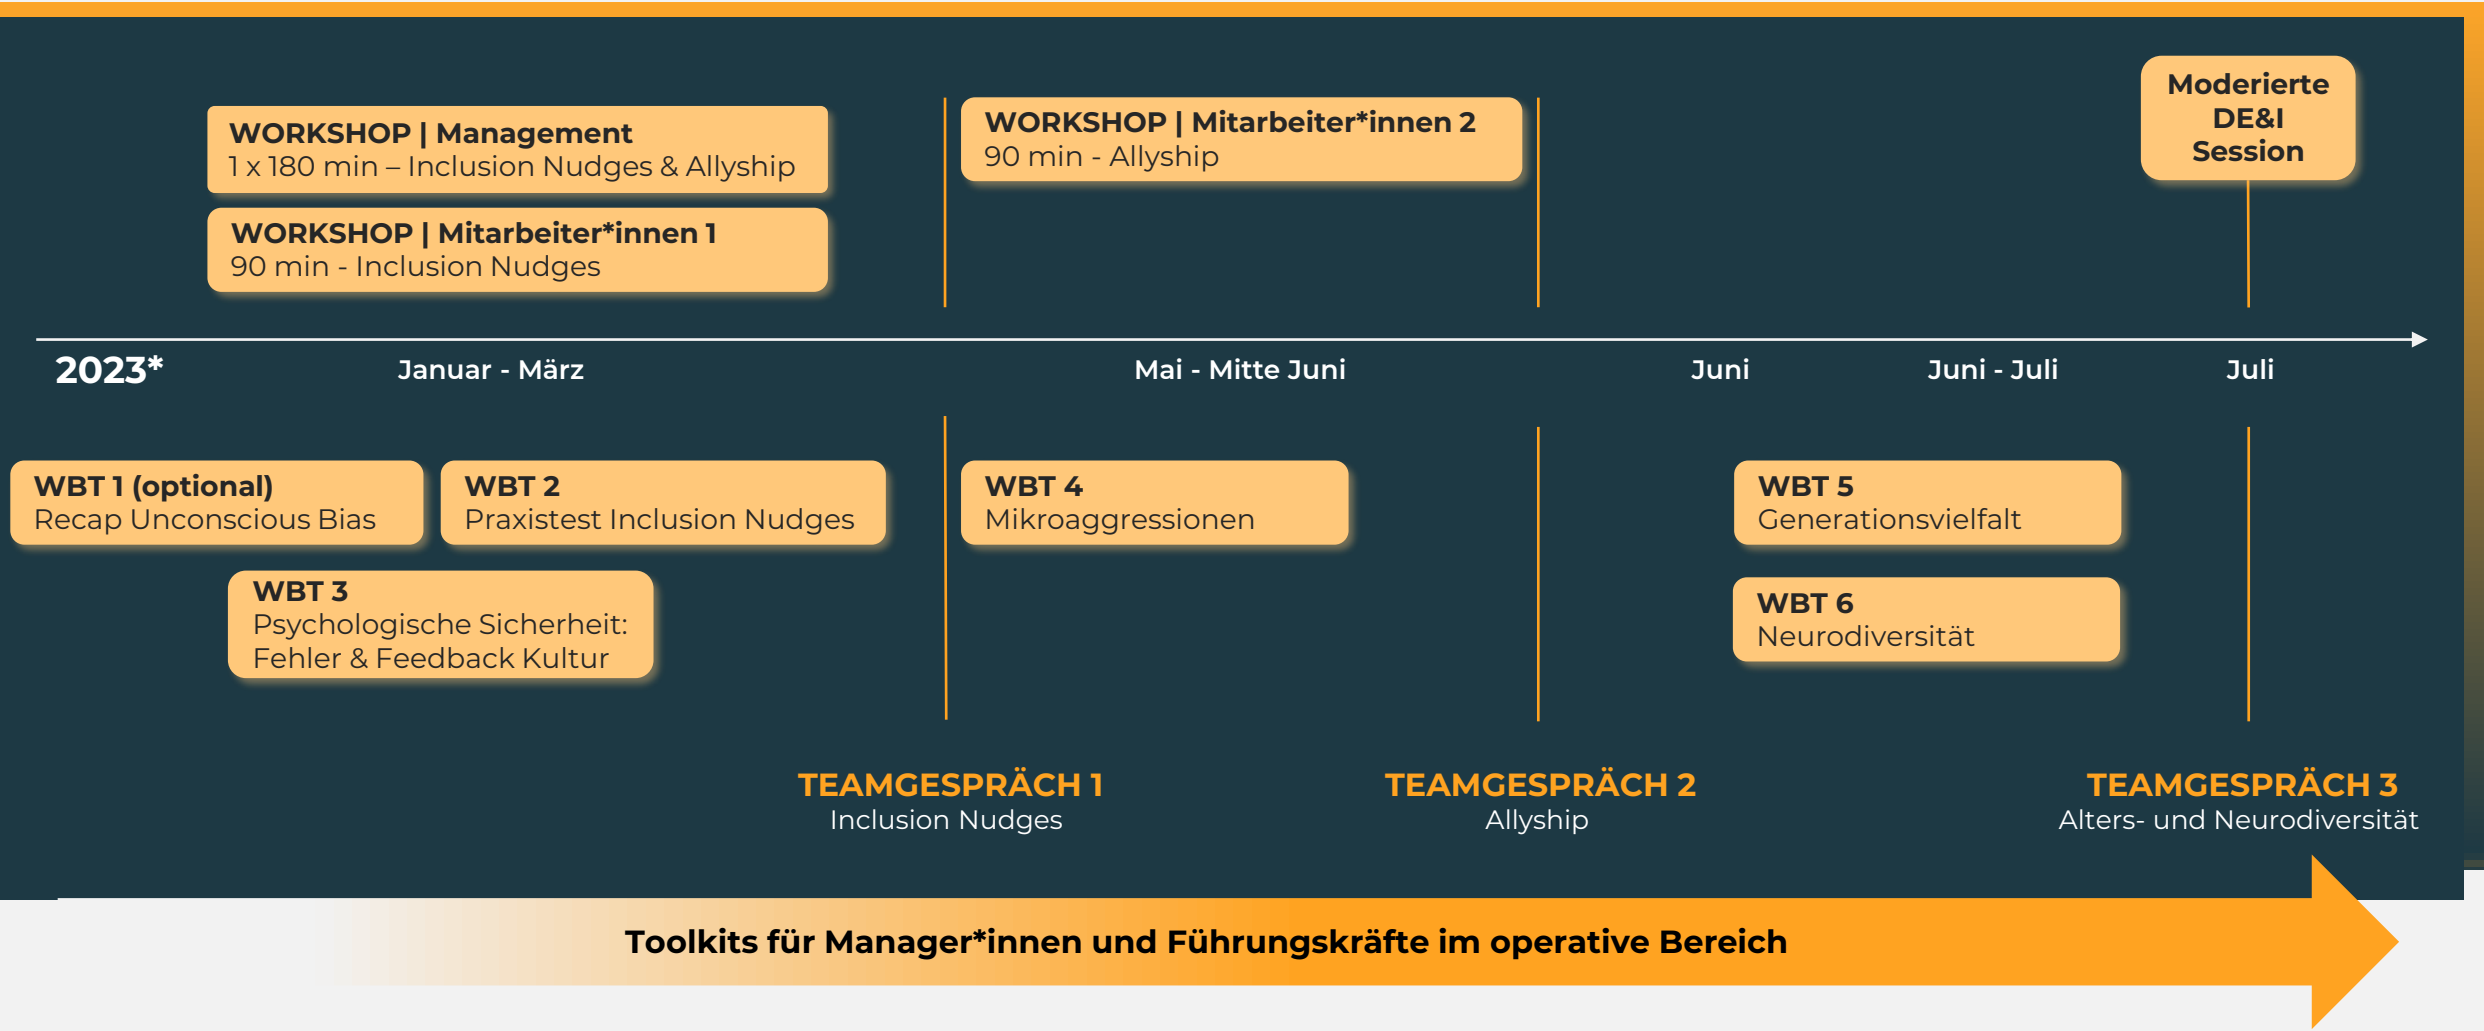 WORKSHOP | Management
1 x 180 min – Inclusion Nudges & Allyship
WORKSHOP | Mitarbeiter*innen 1
90 min - Inclusion Nudges
WORKSHOP | Mitarbeiter*innen 2
90 min - Allyship
Moderierte
DE&I
Session
2023*
Januar - März
Mai - Mitte Juni
Juni
Juni - Juli
Juli
WBT 1 (optional)
Recap Unconscious Bias
WBT 2
Praxistest Inclusion Nudges
WBT 3
Psychologische Sicherheit:
Fehler & Feedback Kultur
WBT 4
Mikroaggressionen
WBT 5
Generationsvielfalt
WBT 6
Neurodiversität
TEAMGESPRÄCH 1
Inclusion Nudges
TEAMGESPRÄCH 2
Allyship
TEAMGESPRÄCH 3
Alters- und Neurodiversität
Toolkits für Manager*innen und Führungskräfte im operative Bereich